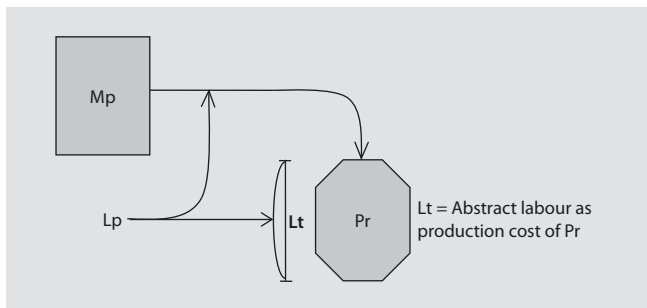 Mp
Lp
Lt
Pr
Lt = Abstract labour as
production cost of Pr